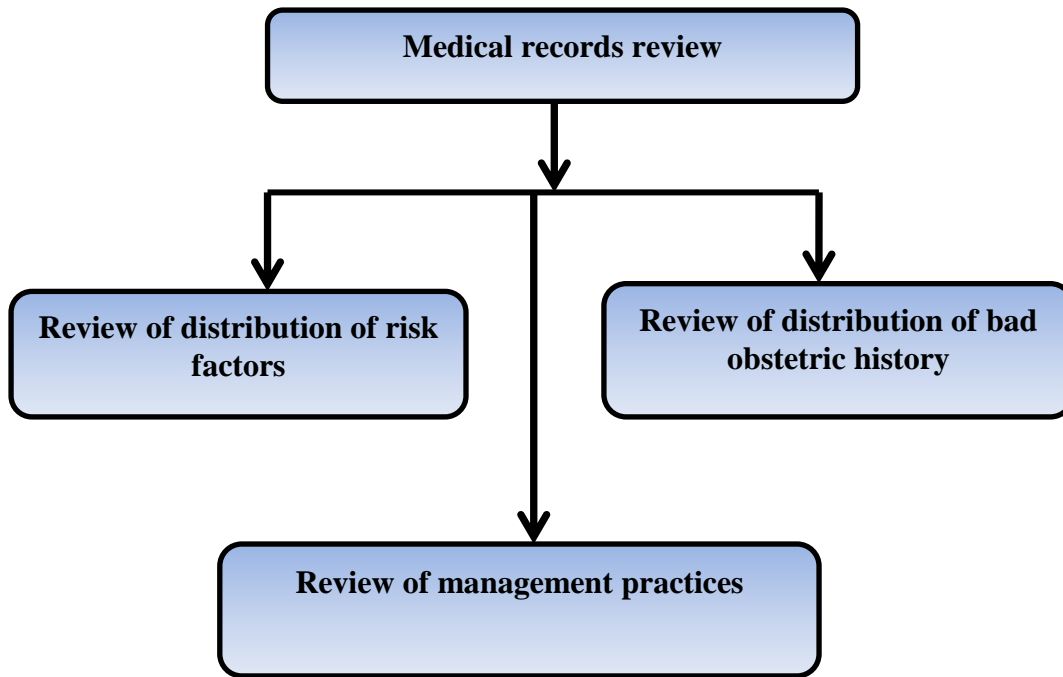 Medical records review
Review of distribution of risk
factors
Review of distribution of bad
obstetric history
Review of management practices